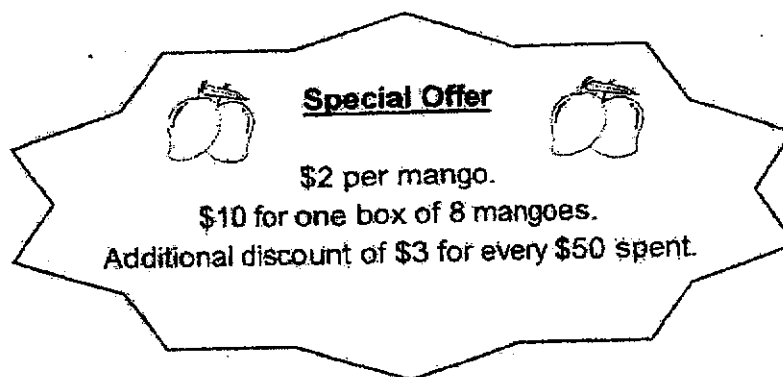 Special Offer
$2 per mango.
$10 for one box of 8 mangoes.
Additional discount of $3 for every $50 spent.